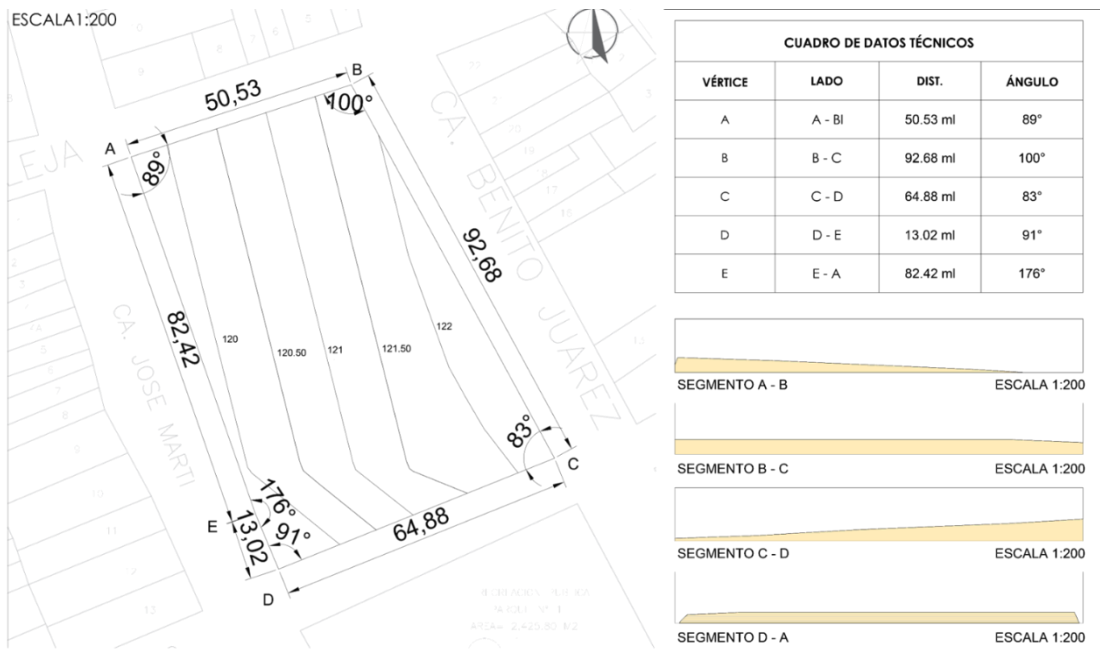 ESCALA1:200
B
50,53
100°
A
89°
LEJA
CA. BENITO JUAREZ
92,68
82,42
120
120.50
121
121.50
122
CA. JOSE MARTI
83°
C
176°
E
13,02
91°
64,88
D
CUADRO DE DATOS TÉCNICOS
VÉRTICE LADO DIST. ÁNGULO
A A - BI 50.53 ml 89°
B B - C 92.68 ml 100°
C C - D 64.88 ml 83°
D D - E 13.02 ml 91°
E E - A 82.42 ml 176°
SEGMENTO A - B ESCALA 1:200
SEGMENTO B - C ESCALA 1:200
SEGMENTO C - D ESCALA 1:200
SEGMENTO D - A ESCALA 1:200